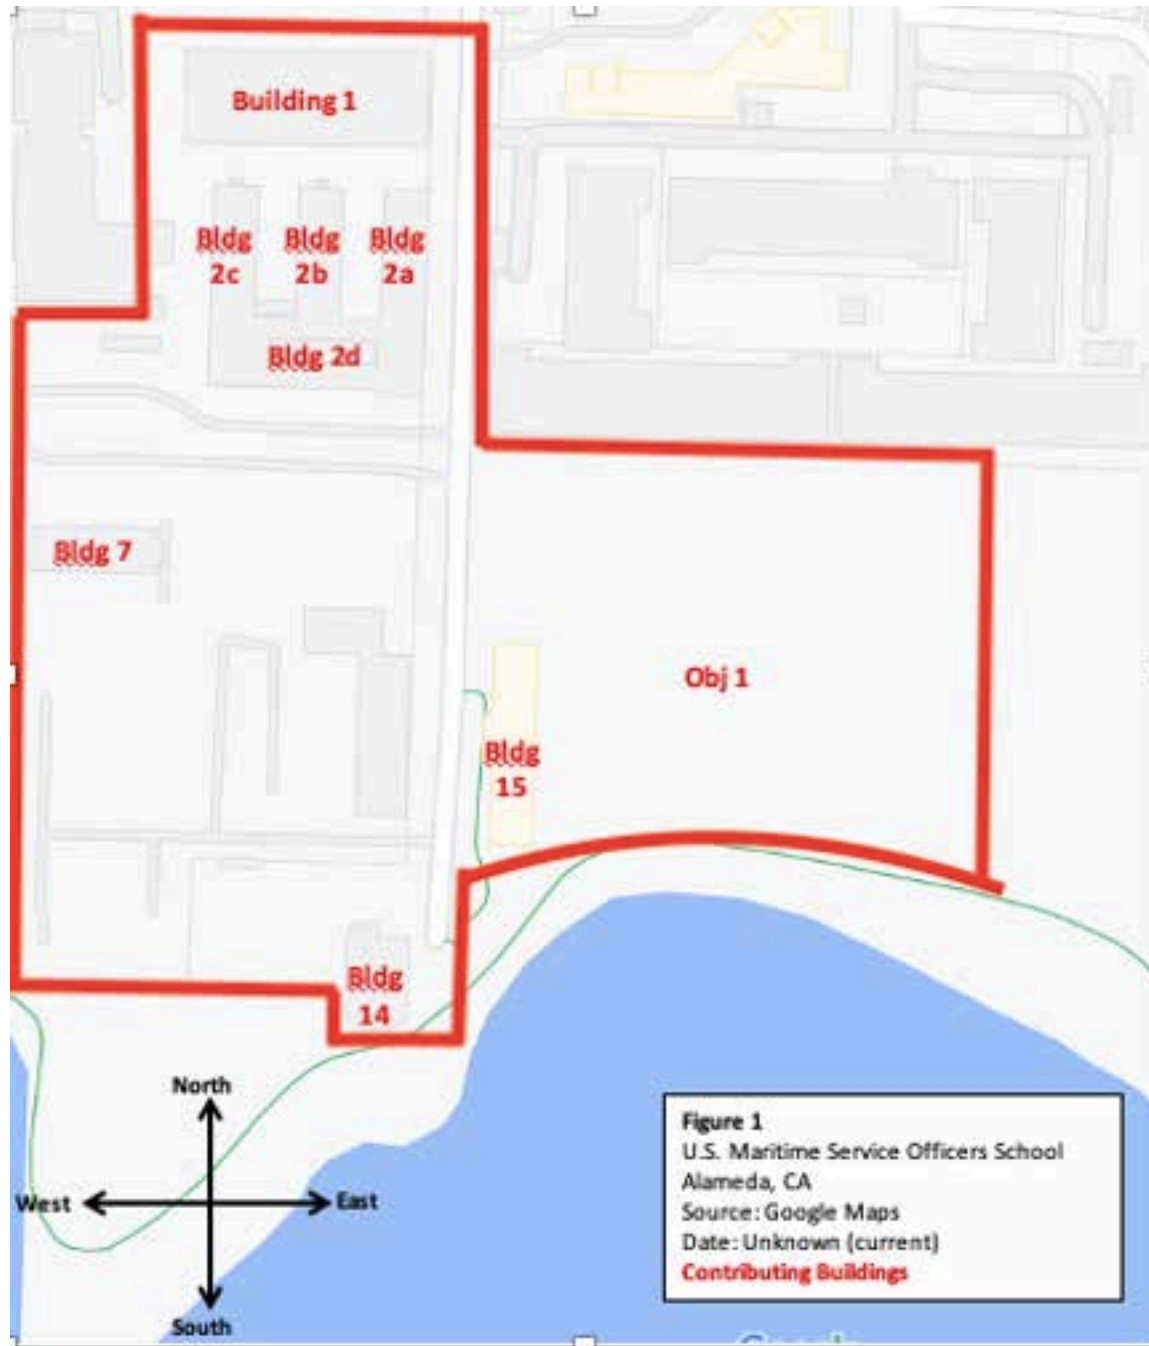 Building 1
Bldg 2c
Bldg 2b
Bldg 2a
Bldg 2d
Bldg 7
Obj 1
Bldg 15
Bldg 14
North
West
East
South
Figure 1
U.S. Maritime Service Officers School
Alameda, CA
Source: Google Maps
Date: Unknown (current)
Contributing Buildings